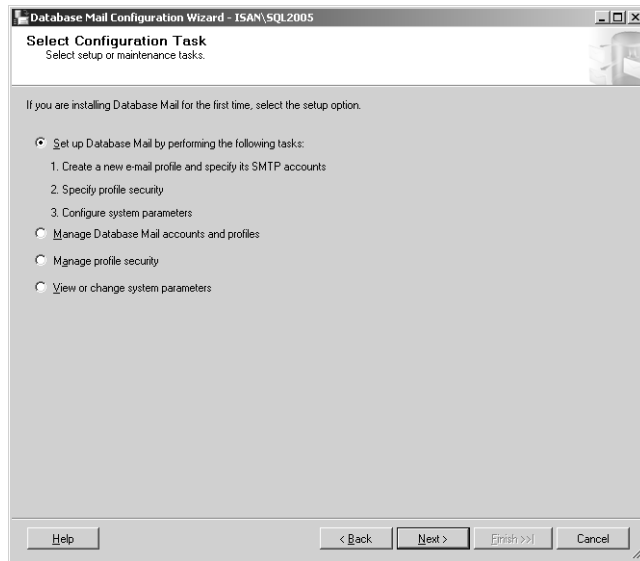 Database Mail Configuration Wizard - ISAN\SQL2005
Select Configuration Task
Select setup or maintenance tasks.
If you are installing Database Mail for the first time, select the setup option.
Set up Database Mail by performing the following tasks:
1. Create a new e-mail profile and specify its SMTP accounts
2. Specify profile security
3. Configure system parameters
Manage Database Mail accounts and profiles
Manage profile security
View or change system parameters
Help < Back Next > Finish >>| Cancel